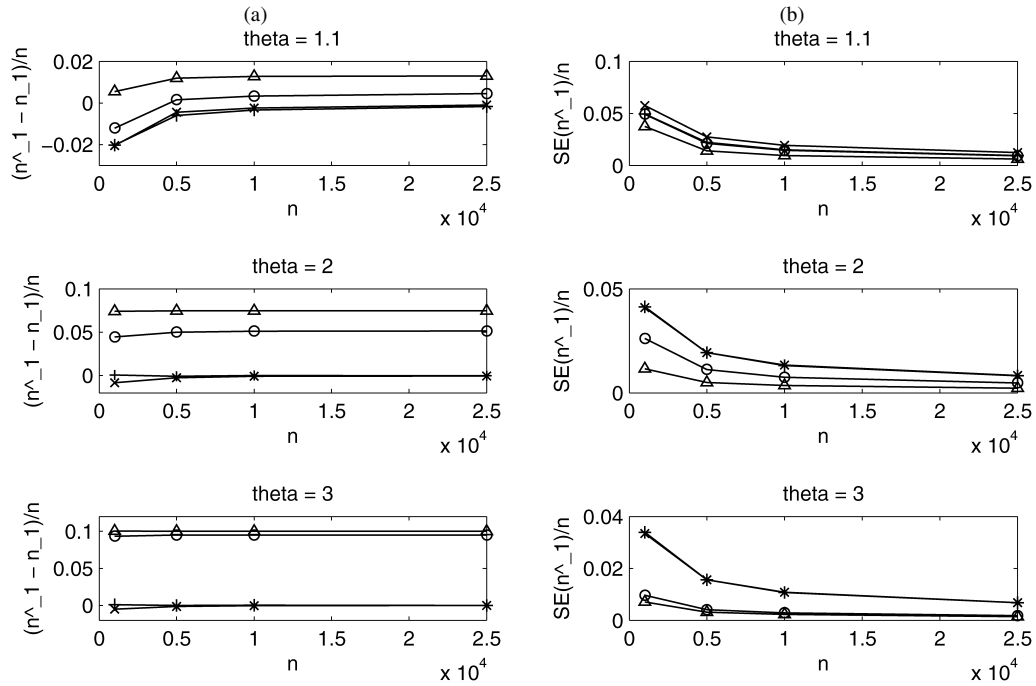 (a)
theta = 1.1
(n^_1 − n_1)/n
0.02
0
−0.02
0
0.5
1
1.5
2
2.5
n
x 10^4
theta = 2
(n^_1 − n_1)/n
0.1
0.05
0
0
0.5
1
1.5
2
2.5
n
x 10^4
theta = 3
(n^_1 − n_1)/n
0.1
0.05
0
0
0.5
1
1.5
2
2.5
n
x 10^4
(b)
theta = 1.1
SE(n^_1)/n
0.1
0.05
0
0
0.5
1
1.5
2
2.5
n
x 10^4
theta = 2
SE(n^_1)/n
0.05
0
0
0.5
1
1.5
2
2.5
n
x 10^4
theta = 3
SE(n^_1)/n
0.04
0.02
0
0
0.5
1
1.5
2
2.5
n
x 10^4